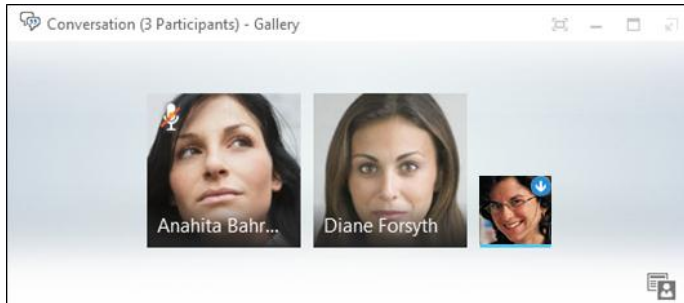 Conversation (3 Participants) - Gallery
Anahita Bahr...
Diane Forsyth